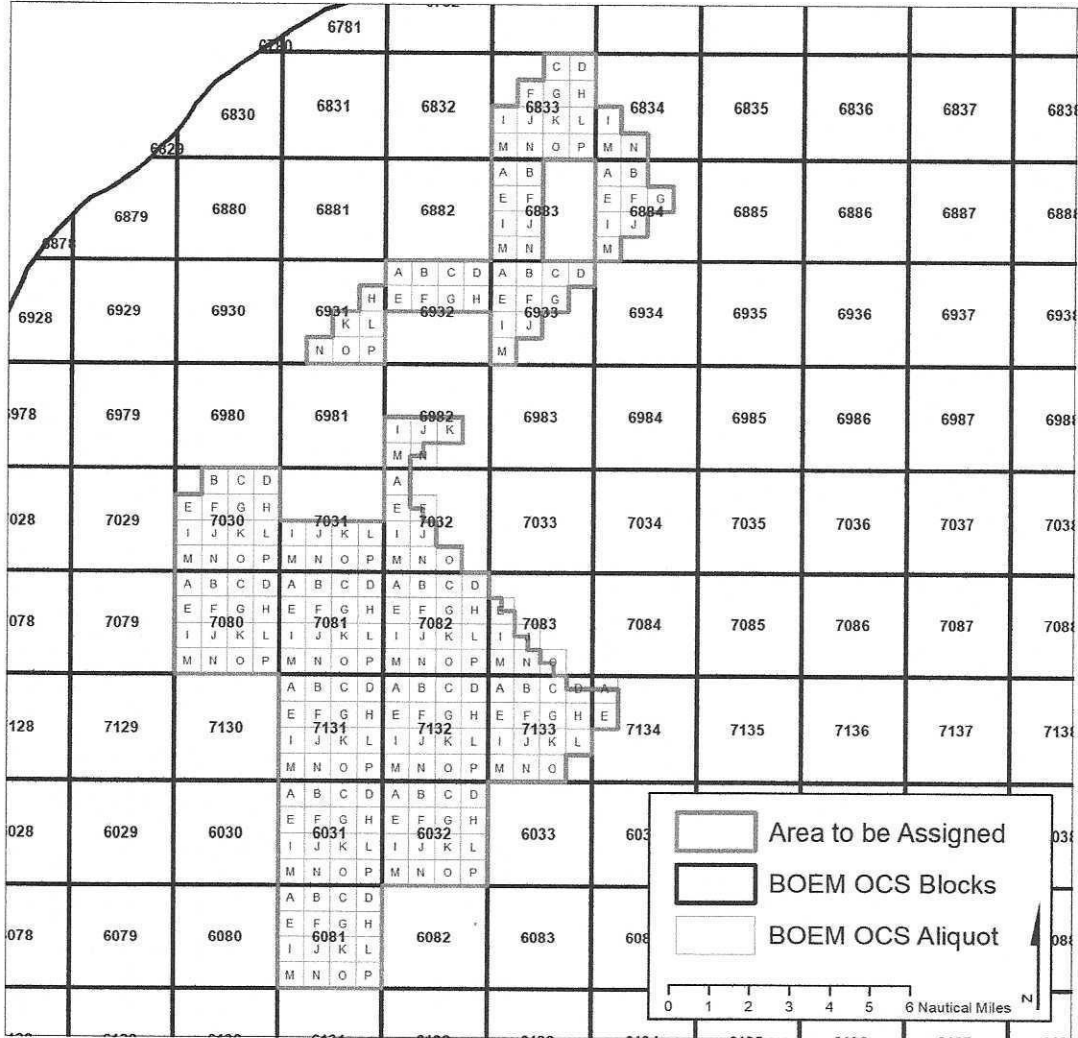 6781
6830 6831 6832 6833 6834 6835 6836 6837
C D
F G H
I J K L
M N O P
I
M N
6829
6879 6880 6881 6882 6883 6884 6885 6886 6887
A B
E F
I J
M N
A B
E F G
I J
M
6878
6928 6929 6930 6931 6932 6933 6934 6935 6936 6937
H
K L
N O P
A B C D
E F G H
A B C D
E F G
I J
M
6979 6980 6981 6982 6983 6984 6985 6986 6987
I J K
M N
7029 7030 7031 7032 7033 7034 7035 7036 7037
B C D
E F G H
I J K L
M N O P
I J K L
M N O P
A
E F
I J
M N O
7079 7080 7081 7082 7083 7084 7085 7086 7087
A B C D
E F G H
I J K L
M N O P
A B C D
E F G H
I J K L
M N O P
A B C D
E F G H
I J K L
M N O P
I
M N O
7129 7130 7131 7132 7133 7134 7135 7136 7137
A B C D
E F G H
I J K L
M N O P
A B C D
E F G H
I J K L
M N O P
A B C D
E F G H
I J K L
M N O
A
E
6029 6030 6031 6032 6033
A B C D
E F G H
I J K L
M N O P
A B C D
E F G H
I J K L
M N O P
6079 6080 6081 6082 6083
A B C D
E F G H
I J K L
M N O P
Area to be Assigned
BOEM OCS Blocks
BOEM OCS Aliquot
0 1 2 3 4 5 6 Nautical Miles
N